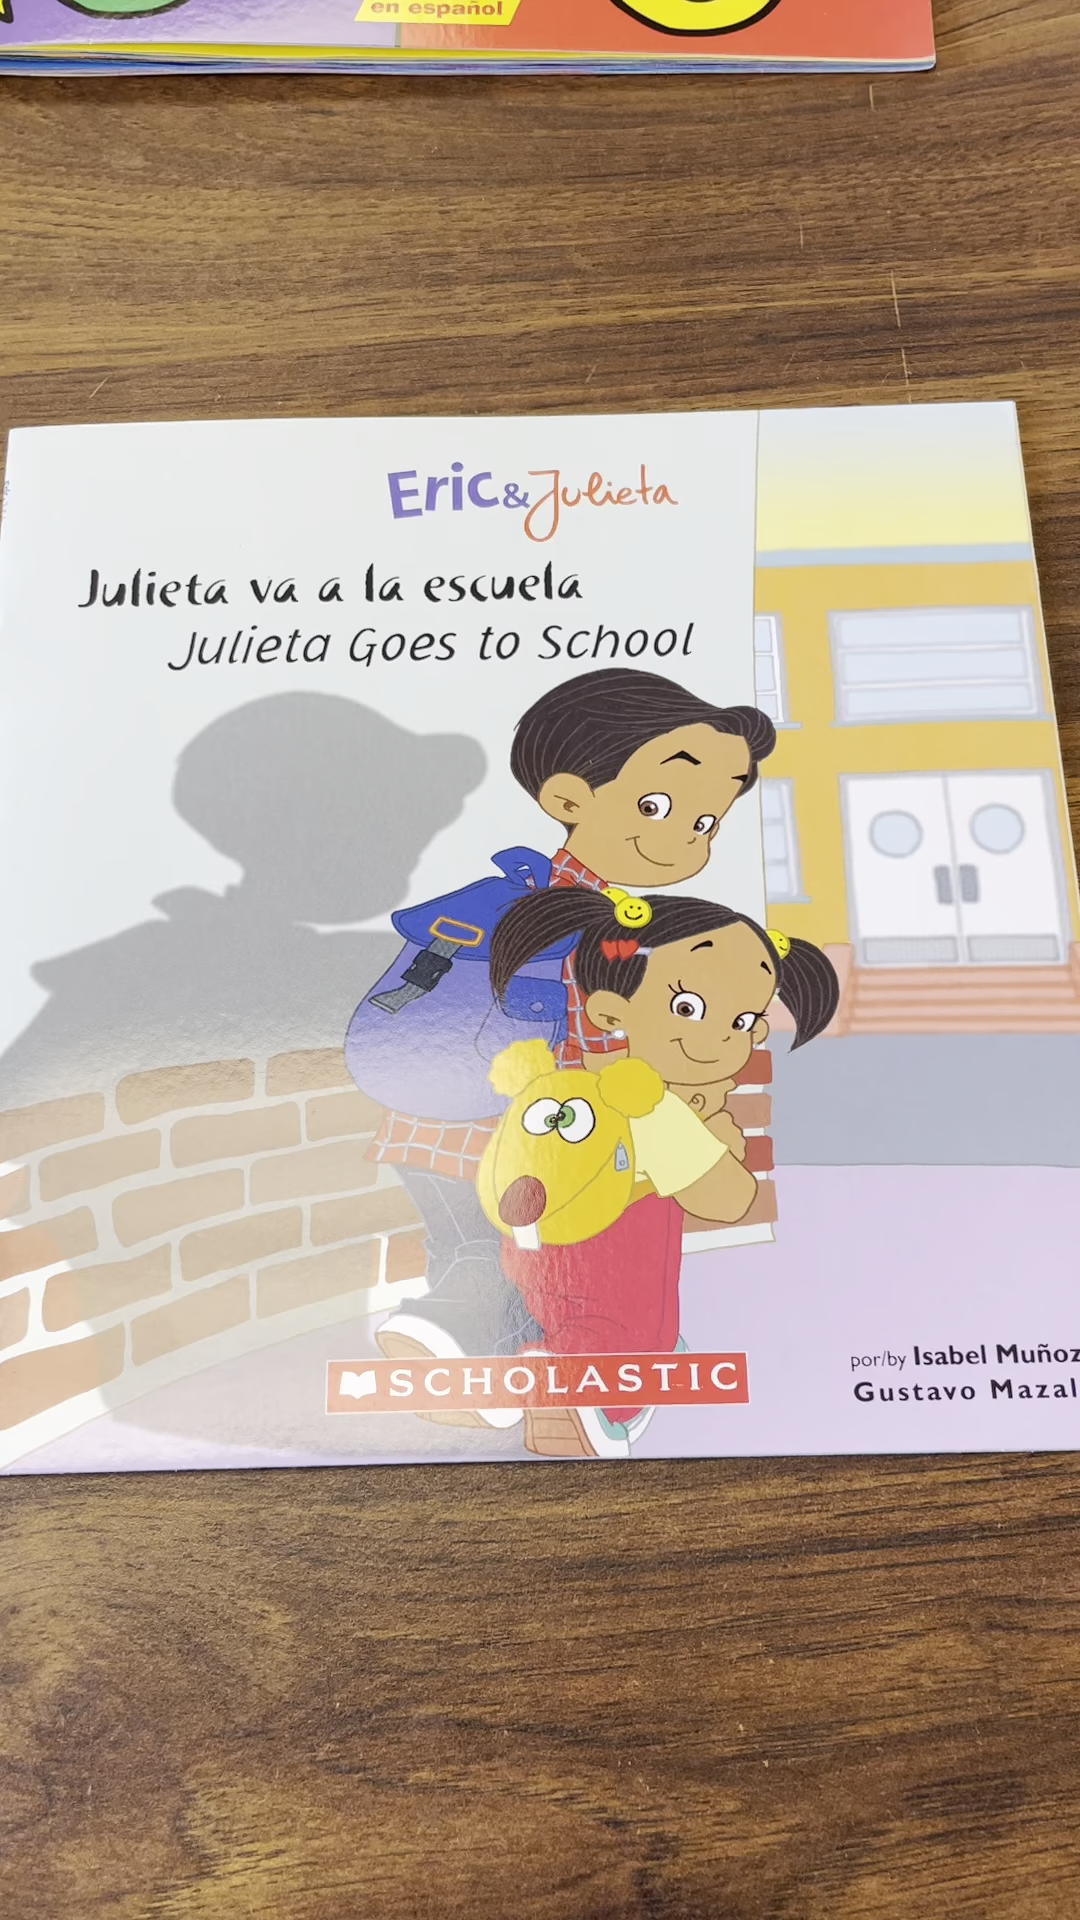 en español
Eric & Julieta
Julieta va a la escuela
Julieta Goes to School
SCHOLASTIC
por/by Isabel Muñoz
Gustavo Mazal